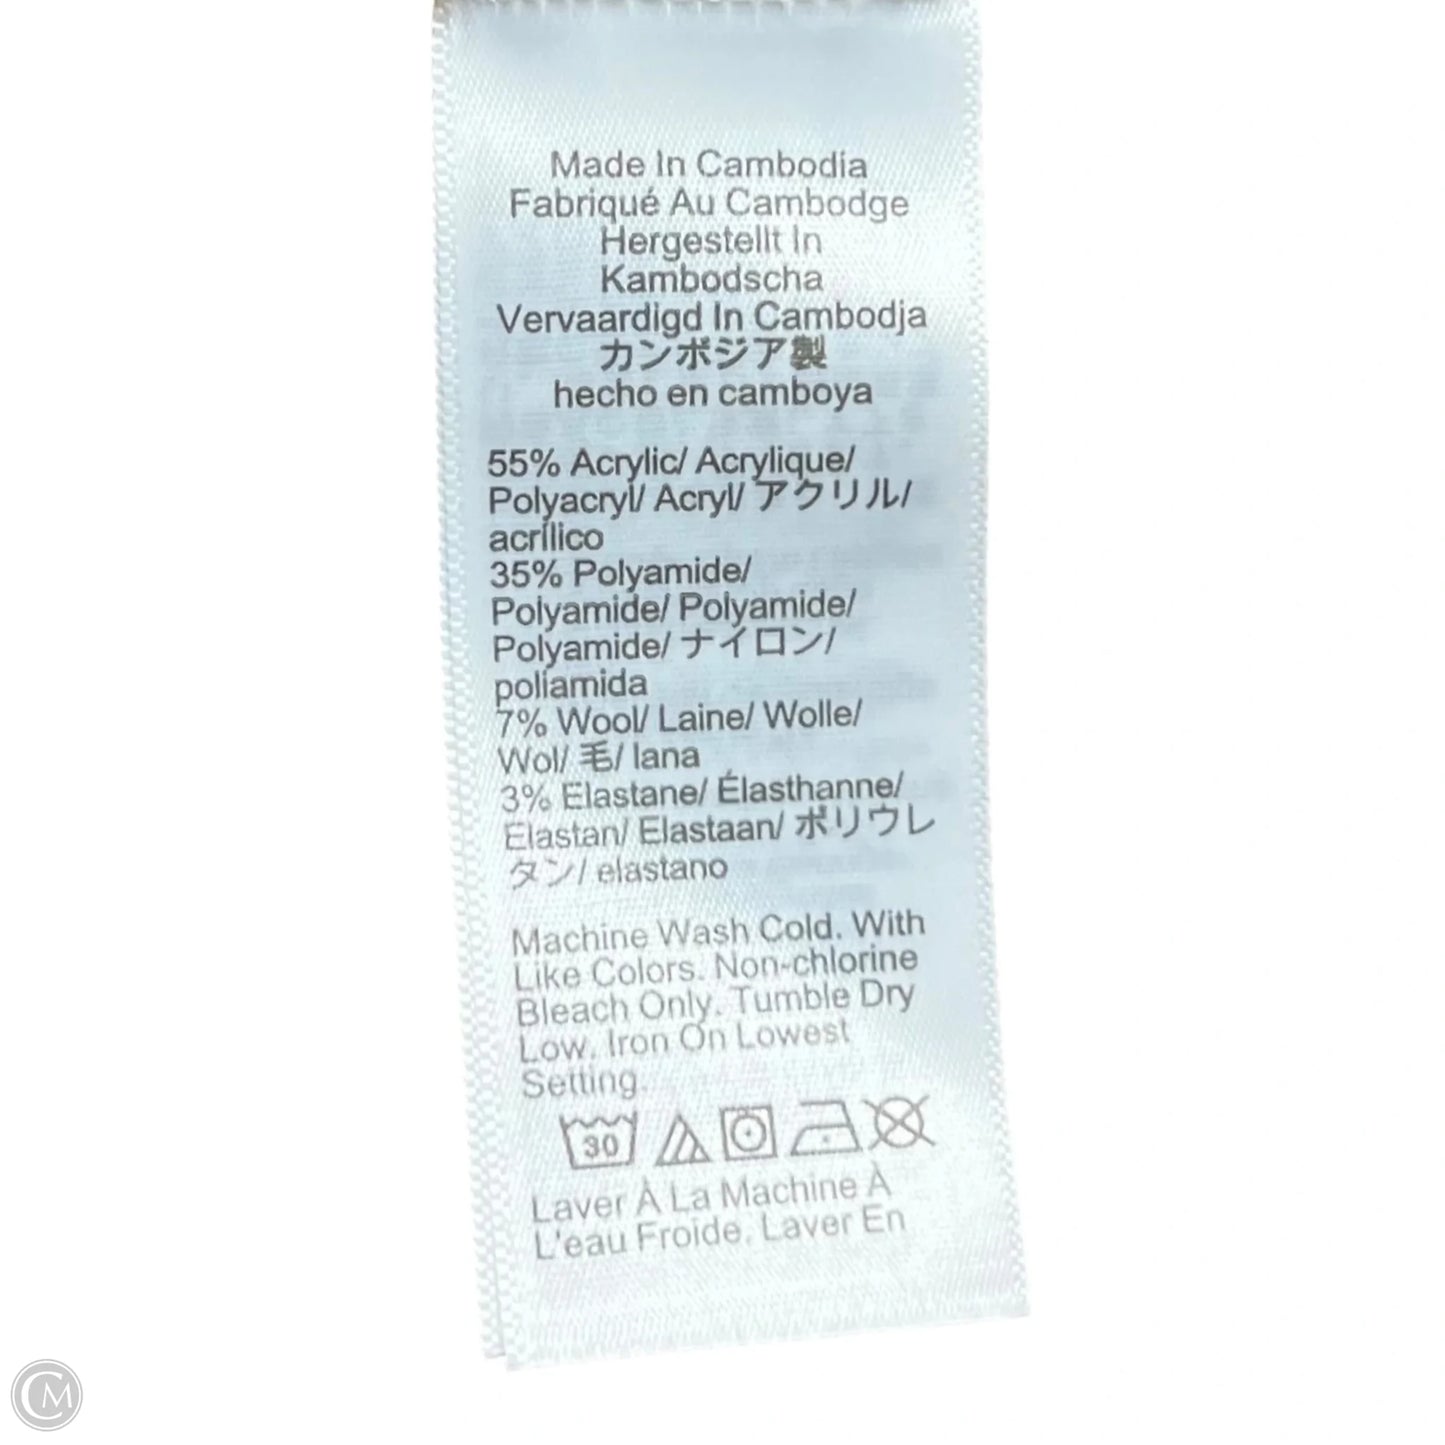 Made In Cambodia
Fabriqué Au Cambodge
Hergestellt In
Kambodscha
Vervaardigd In Cambodja
カンボジア製
hecho en camboya
55% Acrylic/ Acrylique/
Polyacryl/ Acryl/ アクリル/
acrílico
35% Polyamide/
Polyamide/ Polyamide/
Polyamide/ ナイロン/
poliamida
7% Wool/ Laine/ Wolle/
Wol/ 毛/ lana
3% Elastane/ Élasthanne/
Elastan/ Elastaan/ ポリウレ
タン/ elastano
Machine Wash Cold. With
Like Colors. Non-chlorine
Bleach Only. Tumble Dry
Low. Iron On Lowest
Setting.
30
Laver À La Machine À
L'eau Froide. Laver En
CM